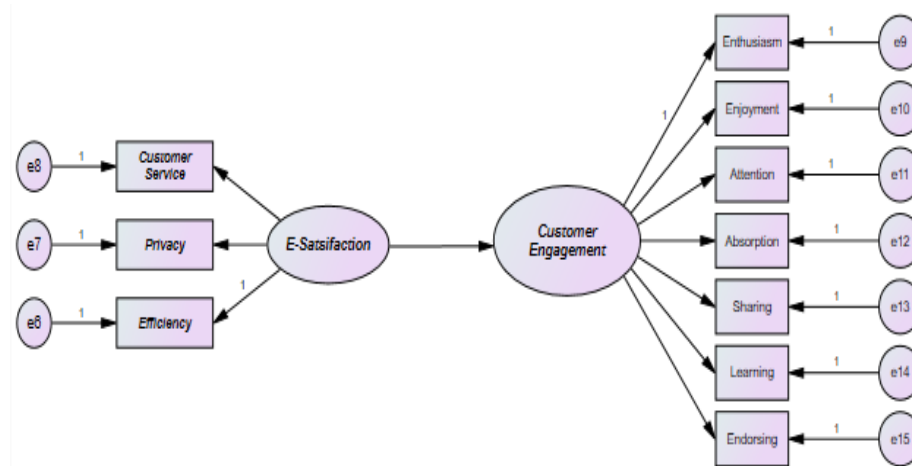 e8
1
Customer
Service
e7
1
Privacy
e6
1
Efficiency
1
E-Satsifaction
Customer
Engagement
1
Enthusiasm
1
e9
Enjoyment
1
e10
Attention
1
e11
Absorption
1
e12
Sharing
1
e13
Learning
1
e14
Endorsing
1
e15